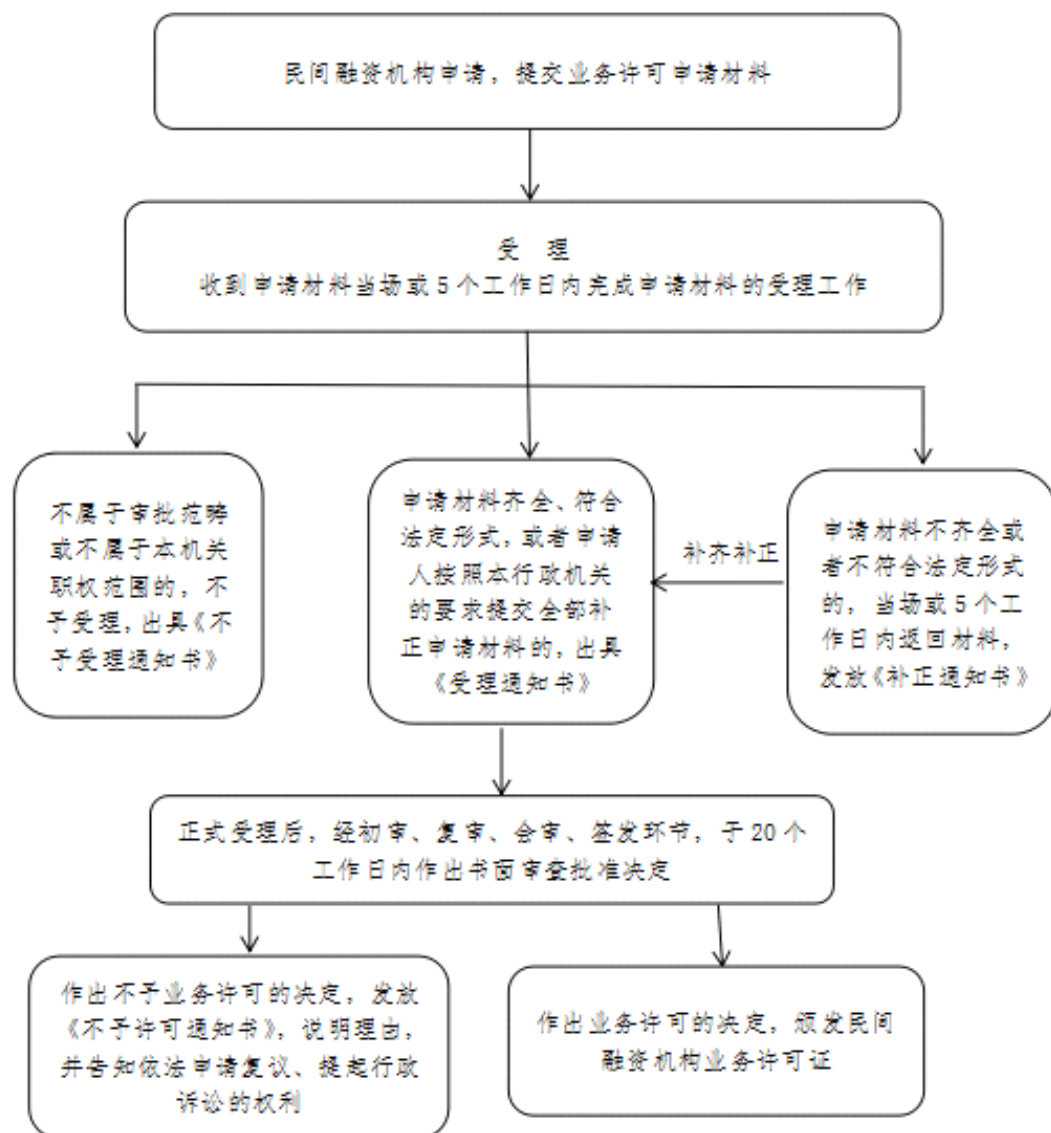 民间融资机构申请，提交业务许可申请材料
受 理
收到申请材料当场或5个工作日内完成申请材料的受理工作
不属于审批范畴
或不属于本机关
职权范围的，不
予受理，出具《不
予受理通知书》
申请材料齐全、符合
法定形式，或者申请
人按照本行政机关
的要求提交全部补
正申请材料的，出具
《受理通知书》
补齐补正
申请材料不齐全或
者不符合法定形式
的，当场或5个工
作日内返回材料，
发放《补正通知书》
正式受理后，经初审、复审、会审、签发环节，于20个
工作日内作出书面审查批准决定
作出不予业务许可的决定，发放
《不予许可通知书》，说明理由，
并告知依法申请复议、提起行政
诉讼的权利
作出业务许可的决定，颁发民间
融资机构业务许可证